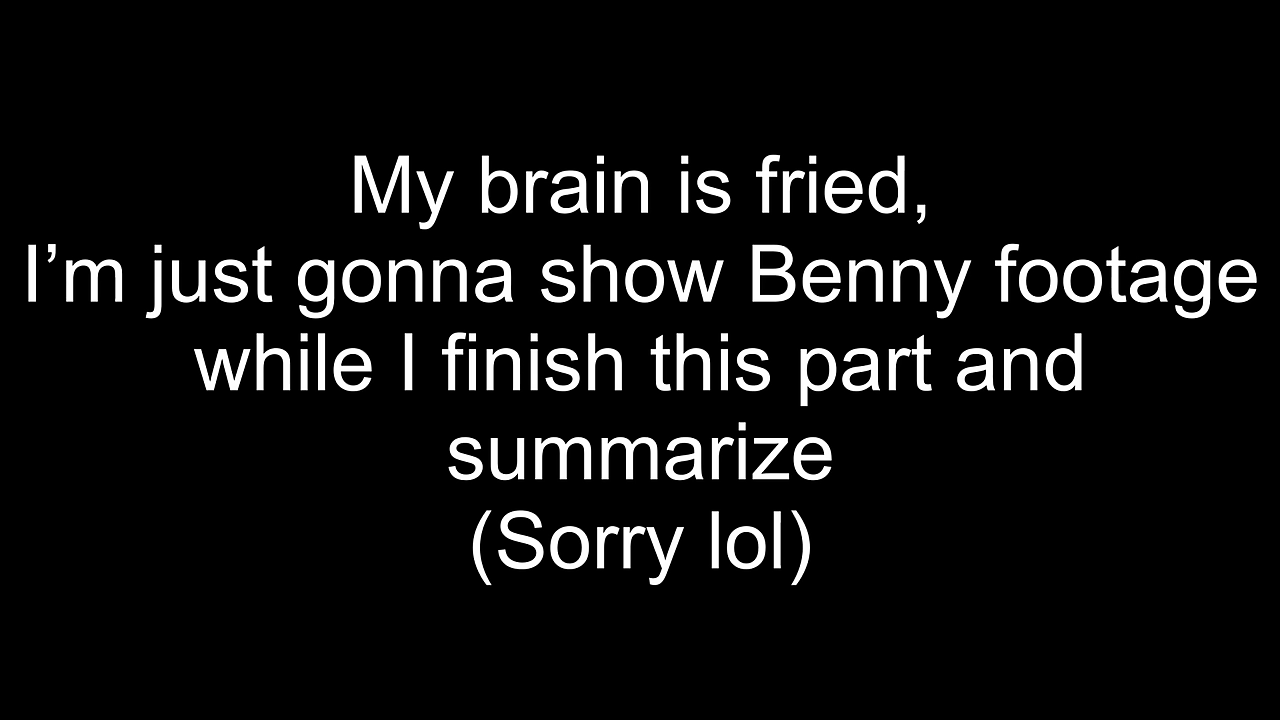 My brain is fried,
I’m just gonna show Benny footage
while I finish this part and
summarize
(Sorry lol)